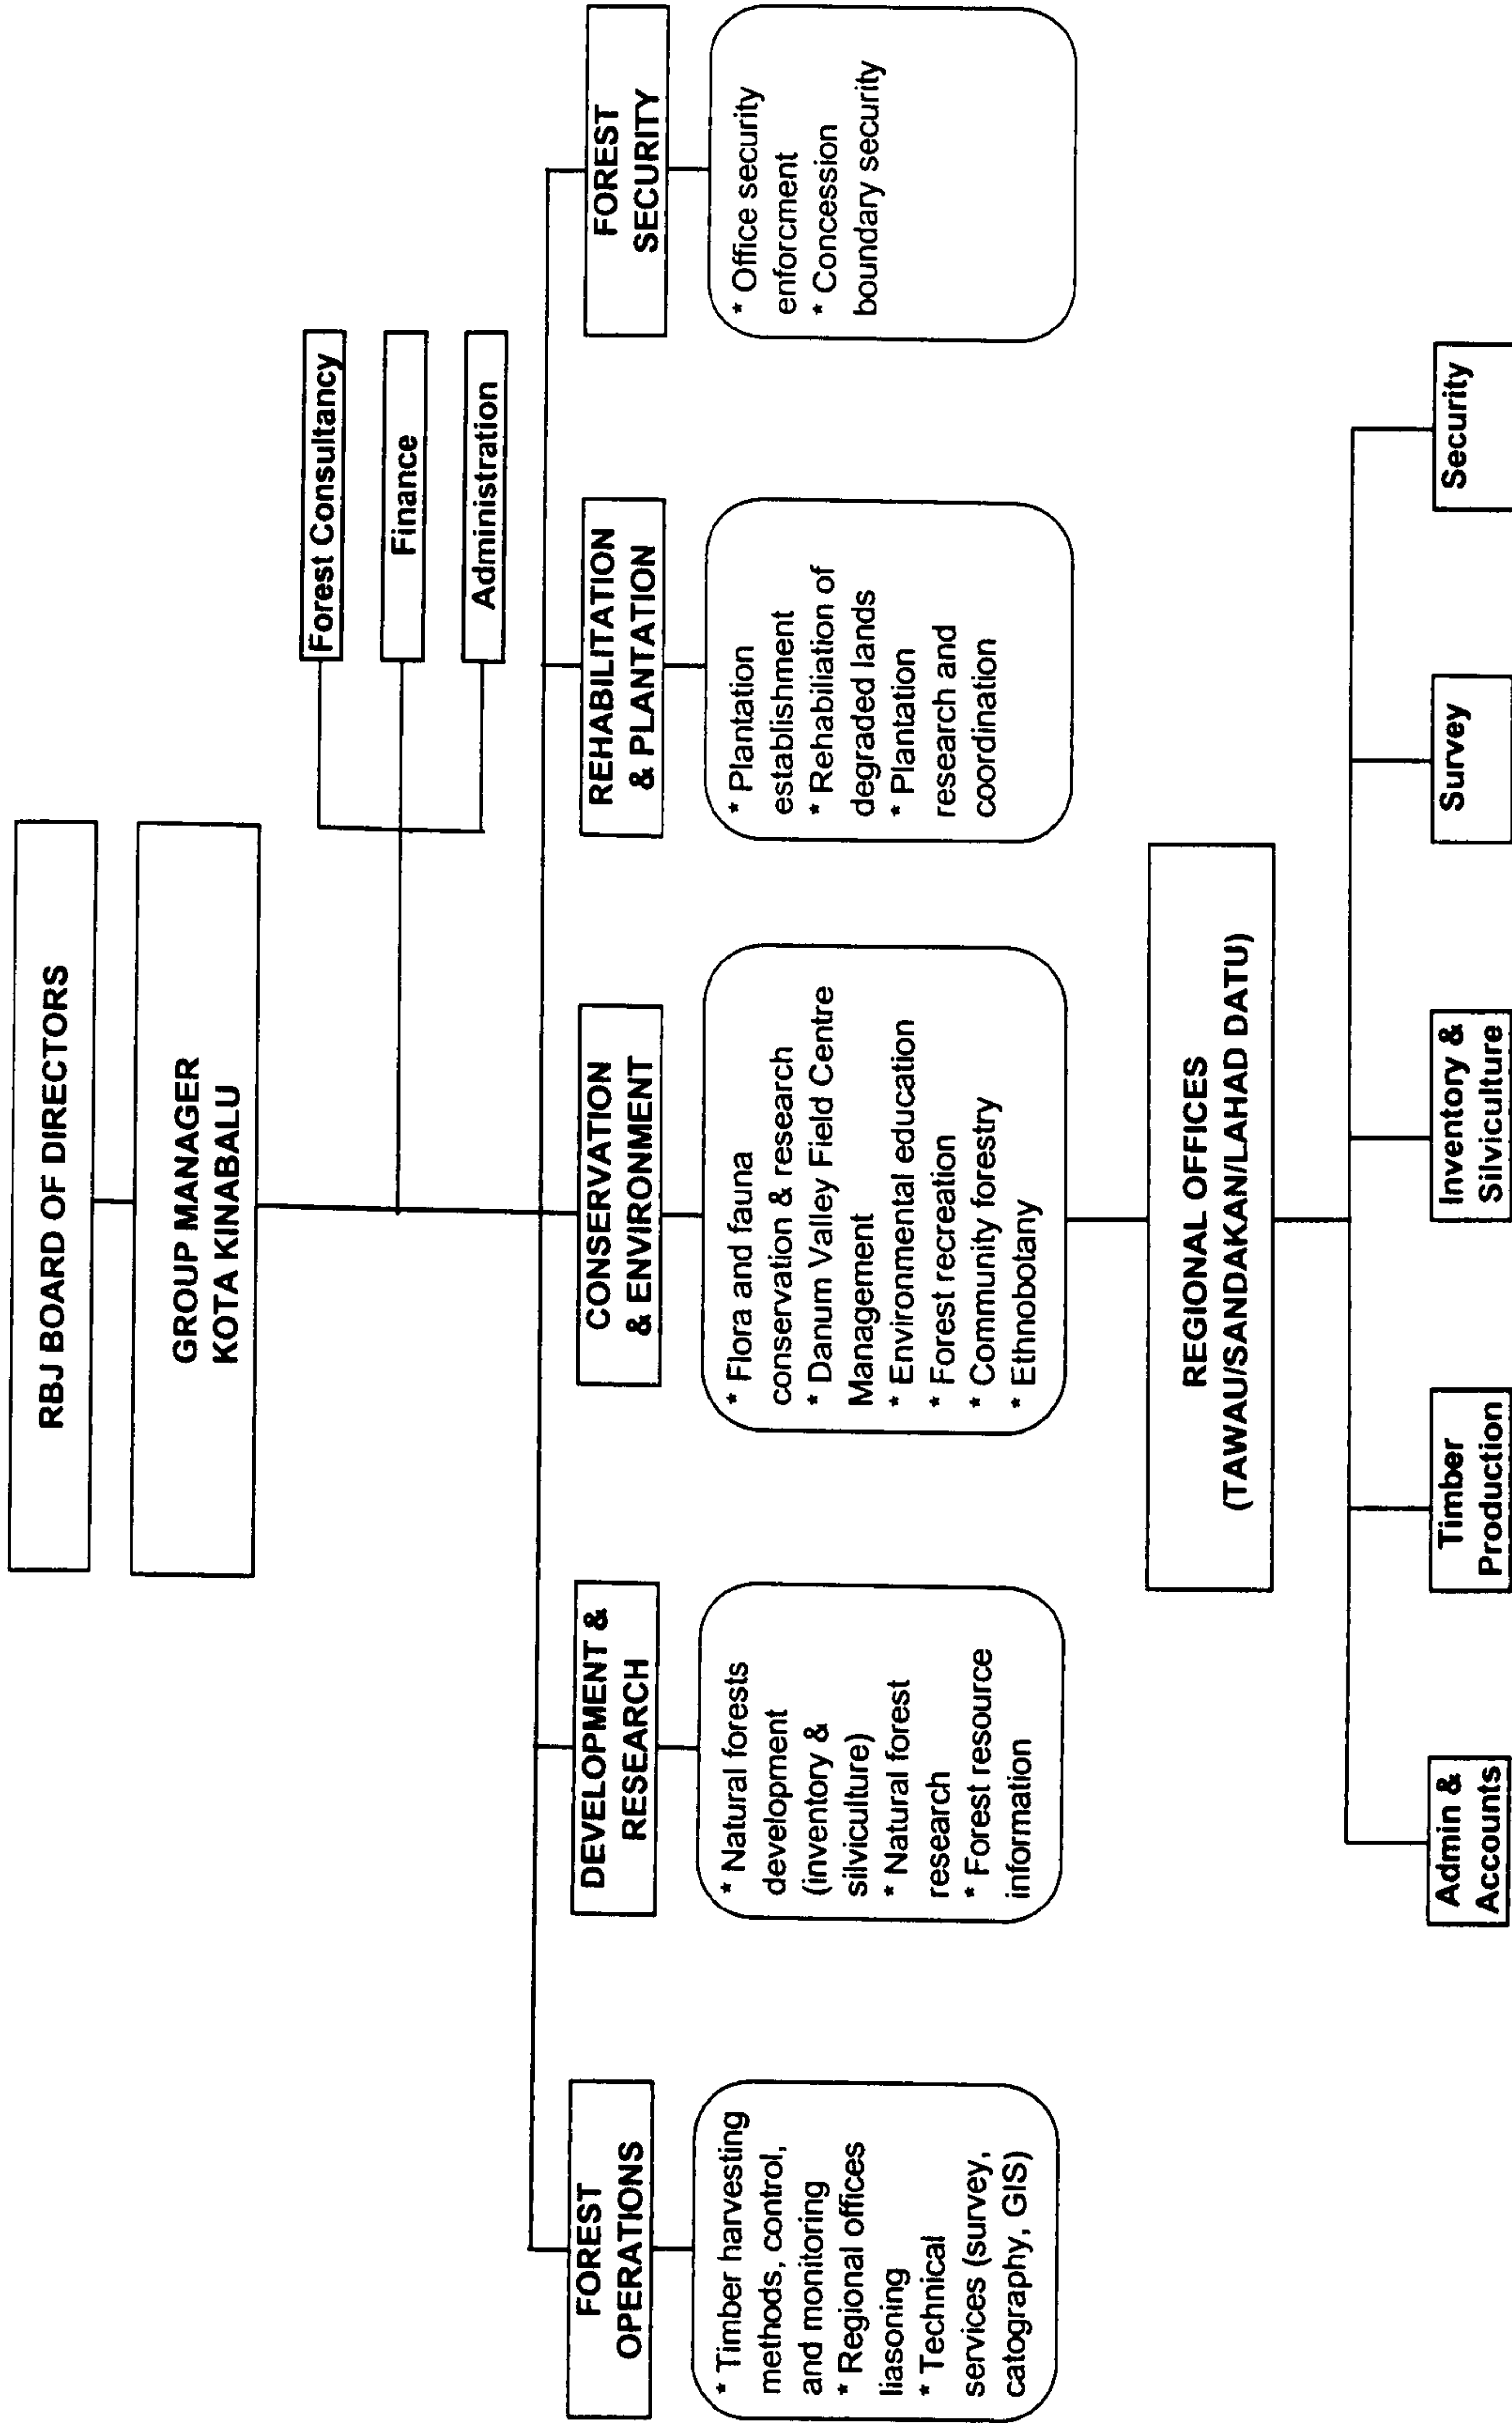 RBJ BOARD OF DIRECTORS
GROUP MANAGER
KOTA KINABALU
Forest Consultancy
Finance
Administration
FOREST
OPERATIONS
* Timber harvesting
methods, control,
and monitoring
* Regional offices
liasoning
* Technical
services (survey,
catography, GIS)
DEVELOPMENT &
RESEARCH
* Natural forests
development
(inventory &
silviculture)
* Natural forest
research
* Forest resource
information
CONSERVATION
& ENVIRONMENT
* Flora and fauna
conservation & research
* Danum Valley Field Centre
Management
* Environmental education
* Forest recreation
* Community forestry
* Ethnobotany
REHABILITATION
& PLANTATION
* Plantation
establishment
* Rehabiliation of
degraded lands
* Plantation
research and
coordination
FOREST
SECURITY
* Office security
enforcment
* Concession
boundary security
REGIONAL OFFICES
(TAWAU/SANDAKAN/LAHAD DATU)
Admin &
Accounts
Timber
Production
Inventory &
Silviculture
Survey
Security